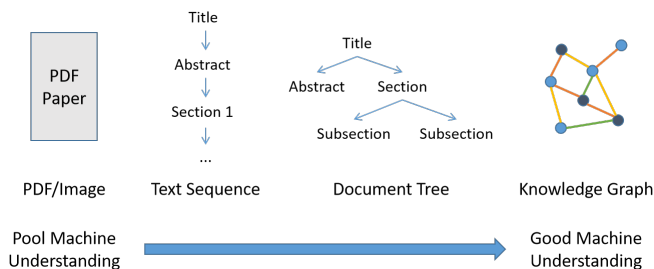 PDF
Paper
Title
Abstract
Section 1
...
Title
Abstract Section
Subsection Subsection
PDF/Image Text Sequence Document Tree Knowledge Graph
Pool Machine
Understanding
Good Machine
Understanding